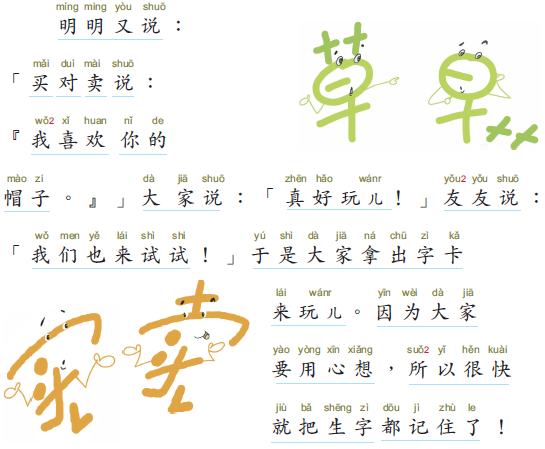 míng míng yòu shuō
明明又说：
mǎi duì mài shuō
「买对卖说：
草 早
wǒ2 xǐ huan nǐ de
『我喜欢你的
mào zi dà jiā shuō zhēn hǎo wánr yǒu2 yǒu shuō
帽子。』」大家说：「真好玩儿！」友友说：
wǒ men yě lái shì shi yú shì dà jiā ná chū zì kǎ
「我们也来试试！」于是大家拿出字卡
买 卖
lái wánr yīn wèi dà jiā
来玩儿。因为大家
yào yòng xīn xiǎng suǒ2 yǐ hěn kuài
要用心想，所以很快
jiù bǎ shēng zì dōu jì zhù le
就把生字都记住了！